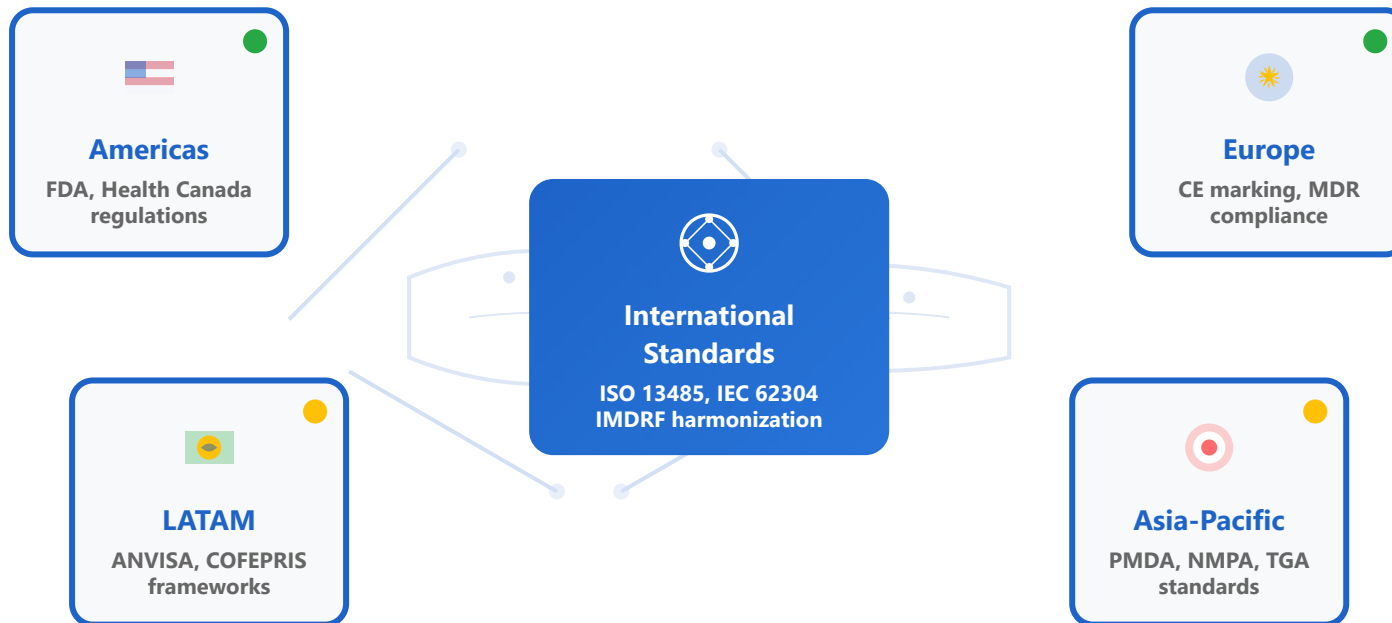 Americas
FDA, Health Canada
regulations
Europe
CE marking, MDR
compliance
International
Standards
ISO 13485, IEC 62304
IMDRF harmonization
LATAM
ANVISA, COFEPRIS
frameworks
Asia-Pacific
PMDA, NMPA, TGA
standards